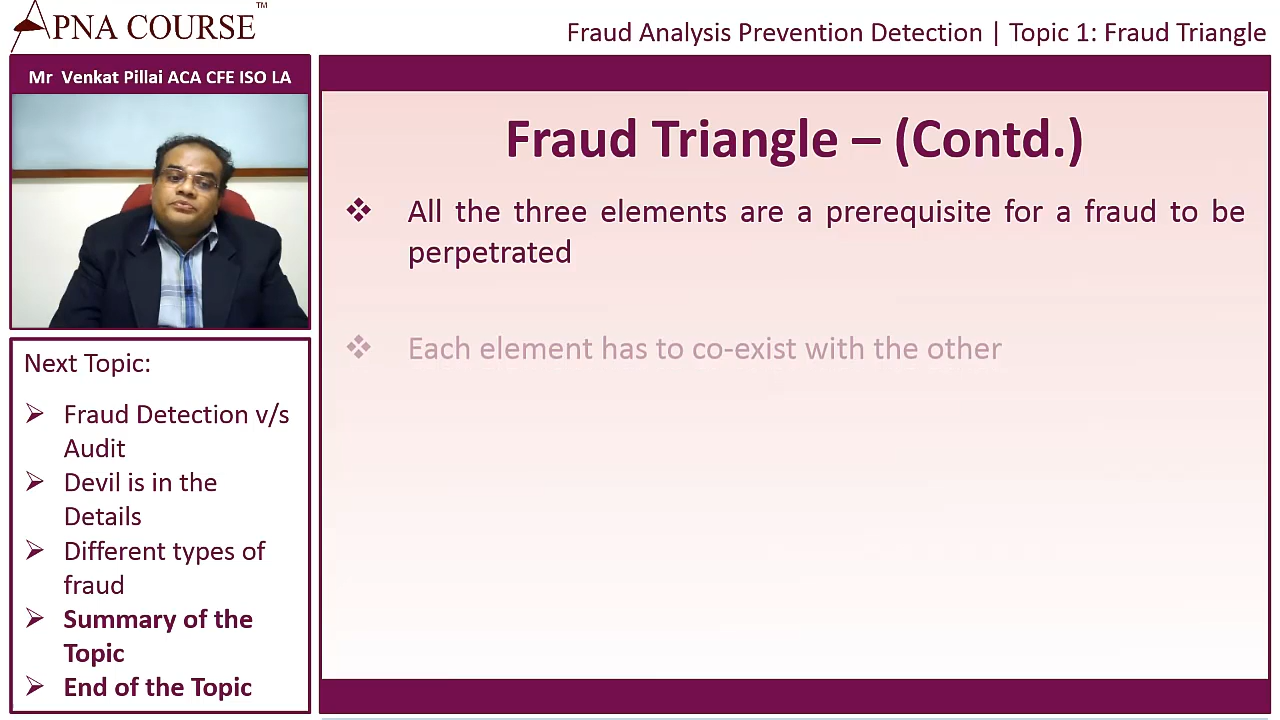 APNA COURSE™
Fraud Analysis Prevention Detection | Topic 1: Fraud Triangle
Mr Venkat Pillai ACA CFE ISO LA
Fraud Triangle – (Contd.)
❖ All the three elements are a prerequisite for a fraud to be
perpetrated
❖ Each element has to co-exist with the other
Next Topic:
➢ Fraud Detection v/s
Audit
➢ Devil is in the
Details
➢ Different types of
fraud
➢ Summary of the
Topic
➢ End of the Topic